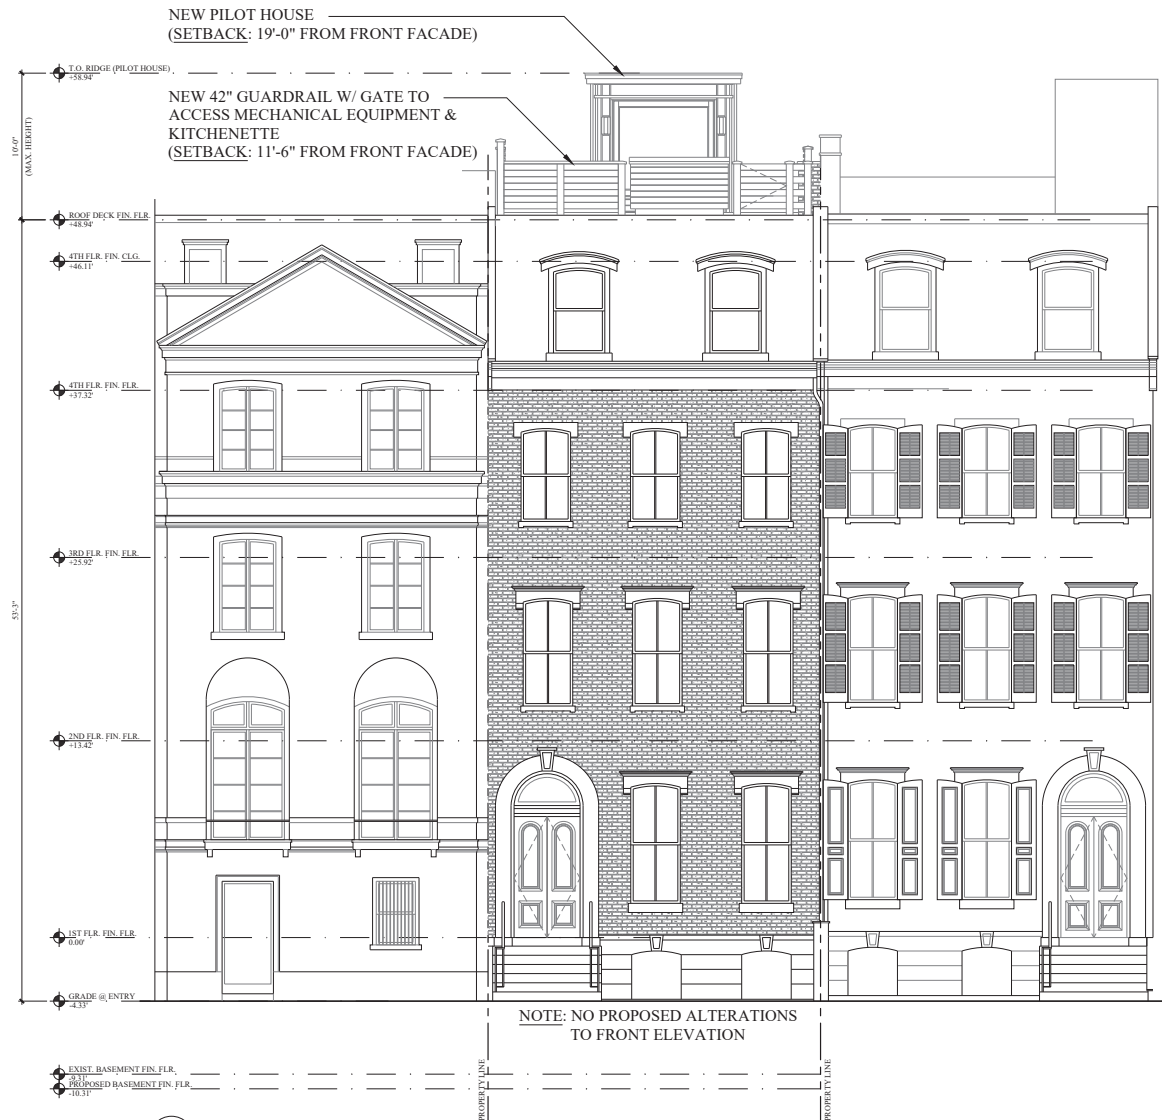 NEW PILOT HOUSE
(SETBACK: 19'-0" FROM FRONT FACADE)
T.O. RIDGE (PILOT HOUSE)
+58.94'
NEW 42" GUARDRAIL W/ GATE TO
ACCESS MECHANICAL EQUIPMENT &
KITCHENETTE
(SETBACK: 11'-6" FROM FRONT FACADE)
10'-0"
(MAX. HEIGHT)
ROOF DECK FIN. FLR.
+48.94'
4TH FLR. FIN. CLG.
+46.11'
4TH FLR. FIN. FLR.
+37.32'
3RD FLR. FIN. FLR.
+25.92'
53'-3"
2ND FLR. FIN. FLR.
+13.42'
1ST FLR. FIN. FLR.
0.00'
GRADE @ ENTRY
-4.33'
NOTE: NO PROPOSED ALTERATIONS
TO FRONT ELEVATION
EXIST. BASEMENT FIN. FLR.
-9.31'
PROPOSED BASEMENT FIN. FLR.
-10.31'
PROPERTY LINE
PROPERTY LINE